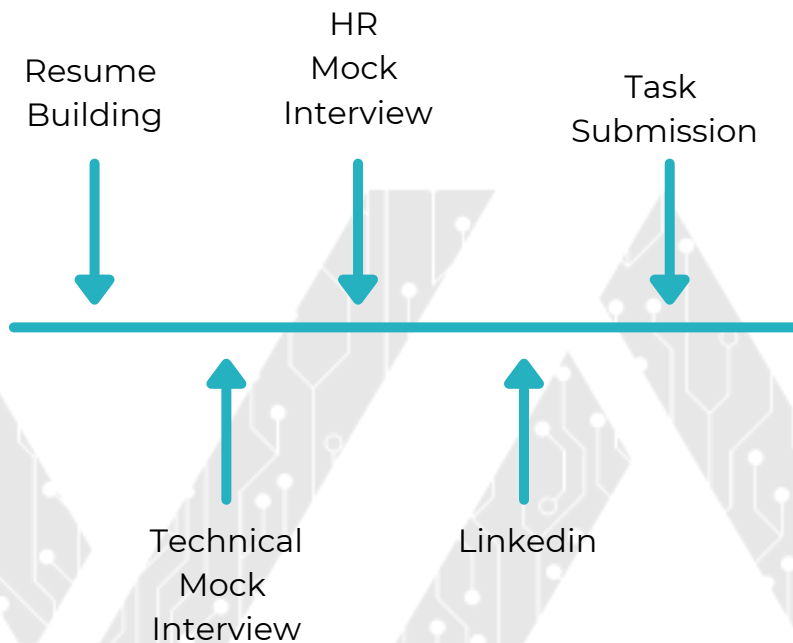 Resume
Building
HR
Mock
Interview
Task
Submission
Technical
Mock
Interview
Linkedin